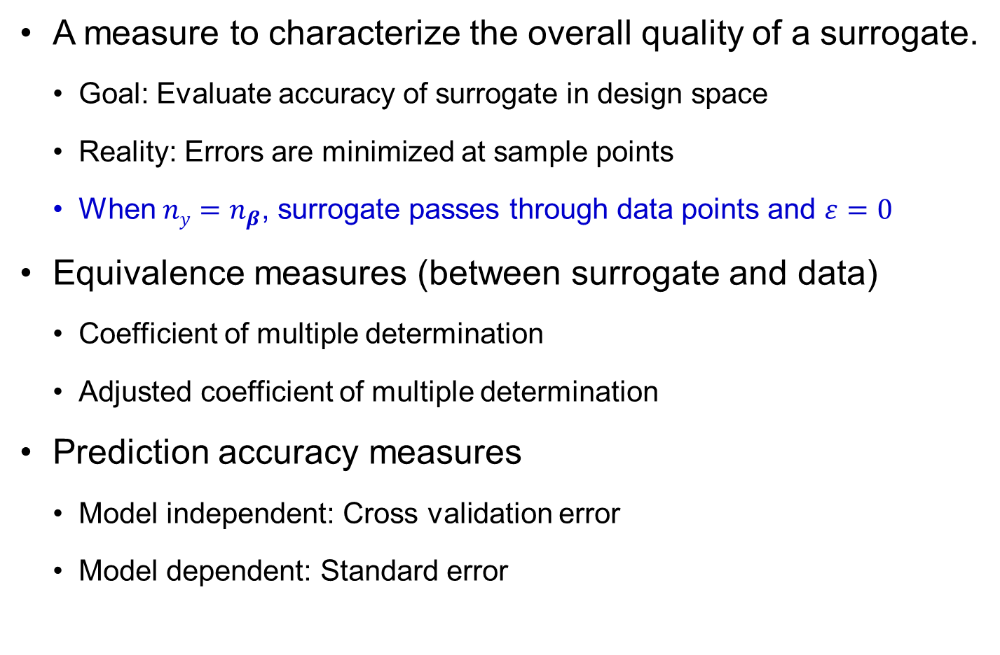 • A measure to characterize the overall quality of a surrogate.
• Goal: Evaluate accuracy of surrogate in design space
• Reality: Errors are minimized at sample points
• When $n_y = n_{\boldsymbol{\beta}}$, surrogate passes through data points and $\varepsilon = 0$
• Equivalence measures (between surrogate and data)
• Coefficient of multiple determination
• Adjusted coefficient of multiple determination
• Prediction accuracy measures
• Model independent: Cross validation error
• Model dependent: Standard error